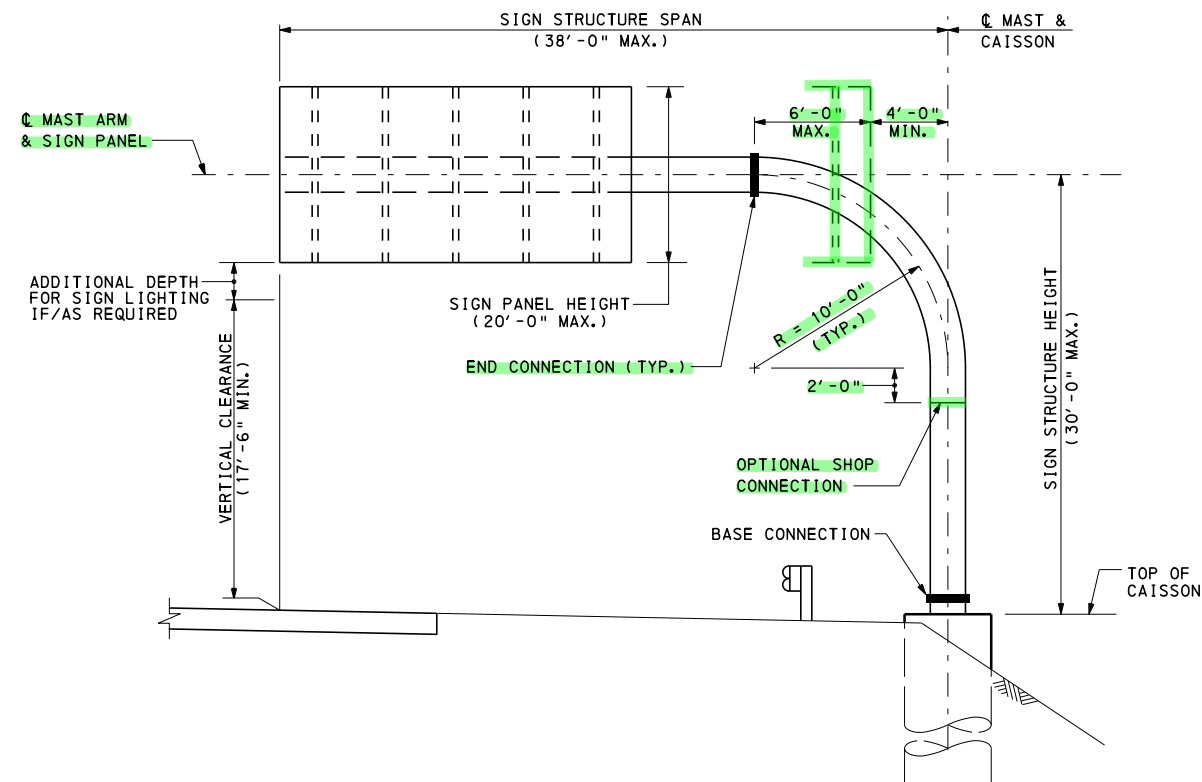 SIGN STRUCTURE SPAN
(38'-0" MAX.)
℄ MAST &
CAISSON
℄ MAST ARM
& SIGN PANEL
6'-0"
MAX.
4'-0"
MIN.
ADDITIONAL DEPTH
FOR SIGN LIGHTING
IF/AS REQUIRED
SIGN PANEL HEIGHT
(20'-0" MAX.)
R = 10'-0"
(TYP.)
END CONNECTION (TYP.)
2'-0"
VERTICAL CLEARANCE
(17'-6" MIN.)
SIGN STRUCTURE HEIGHT
(30'-0" MAX.)
OPTIONAL SHOP
CONNECTION
BASE CONNECTION
TOP OF
CAISSON